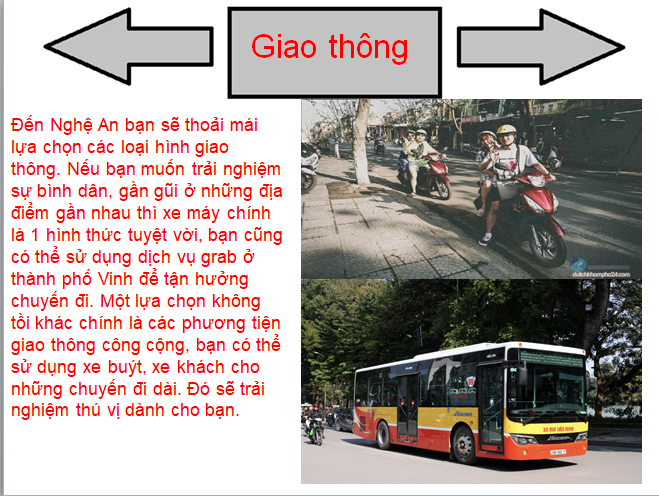 Giao thông
Đến Nghệ An bạn sẽ thoải mái
lựa chọn các loại hình giao
thông. Nếu bạn muốn trải nghiệm
sự bình dân, gần gũi ở những địa
điểm gần nhau thì xe máy chính
là 1 hình thức tuyệt vời, bạn cũng
có thể sử dụng dịch vụ grab ở
thành phố Vinh để tận hưởng
chuyến đi. Một lựa chọn không
tồi khác chính là các phương tiện
giao thông công cộng, bạn có thể
sử dụng xe buýt, xe khách cho
những chuyến đi dài. Đó sẽ trải
nghiệm thú vị dành cho bạn.
dulichkhampha24.com